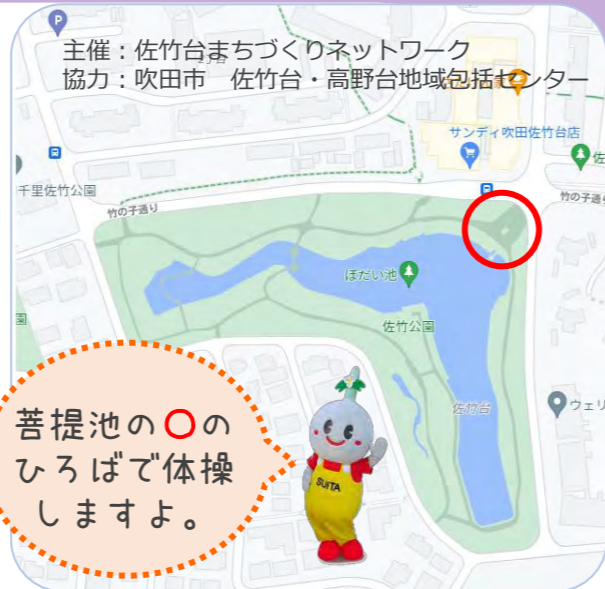 主催：佐竹台まちづくりネットワーク
協力：吹田市　佐竹台・高野台地域包括センター
P
サンディ吹田佐竹台店
佐
千里佐竹公園
竹の子通り
竹の子通り
ぼだい池
佐竹公園
園
佐竹台
ウェリ
菩提池の〇の
ひろばで体操
しますよ。
SUITA